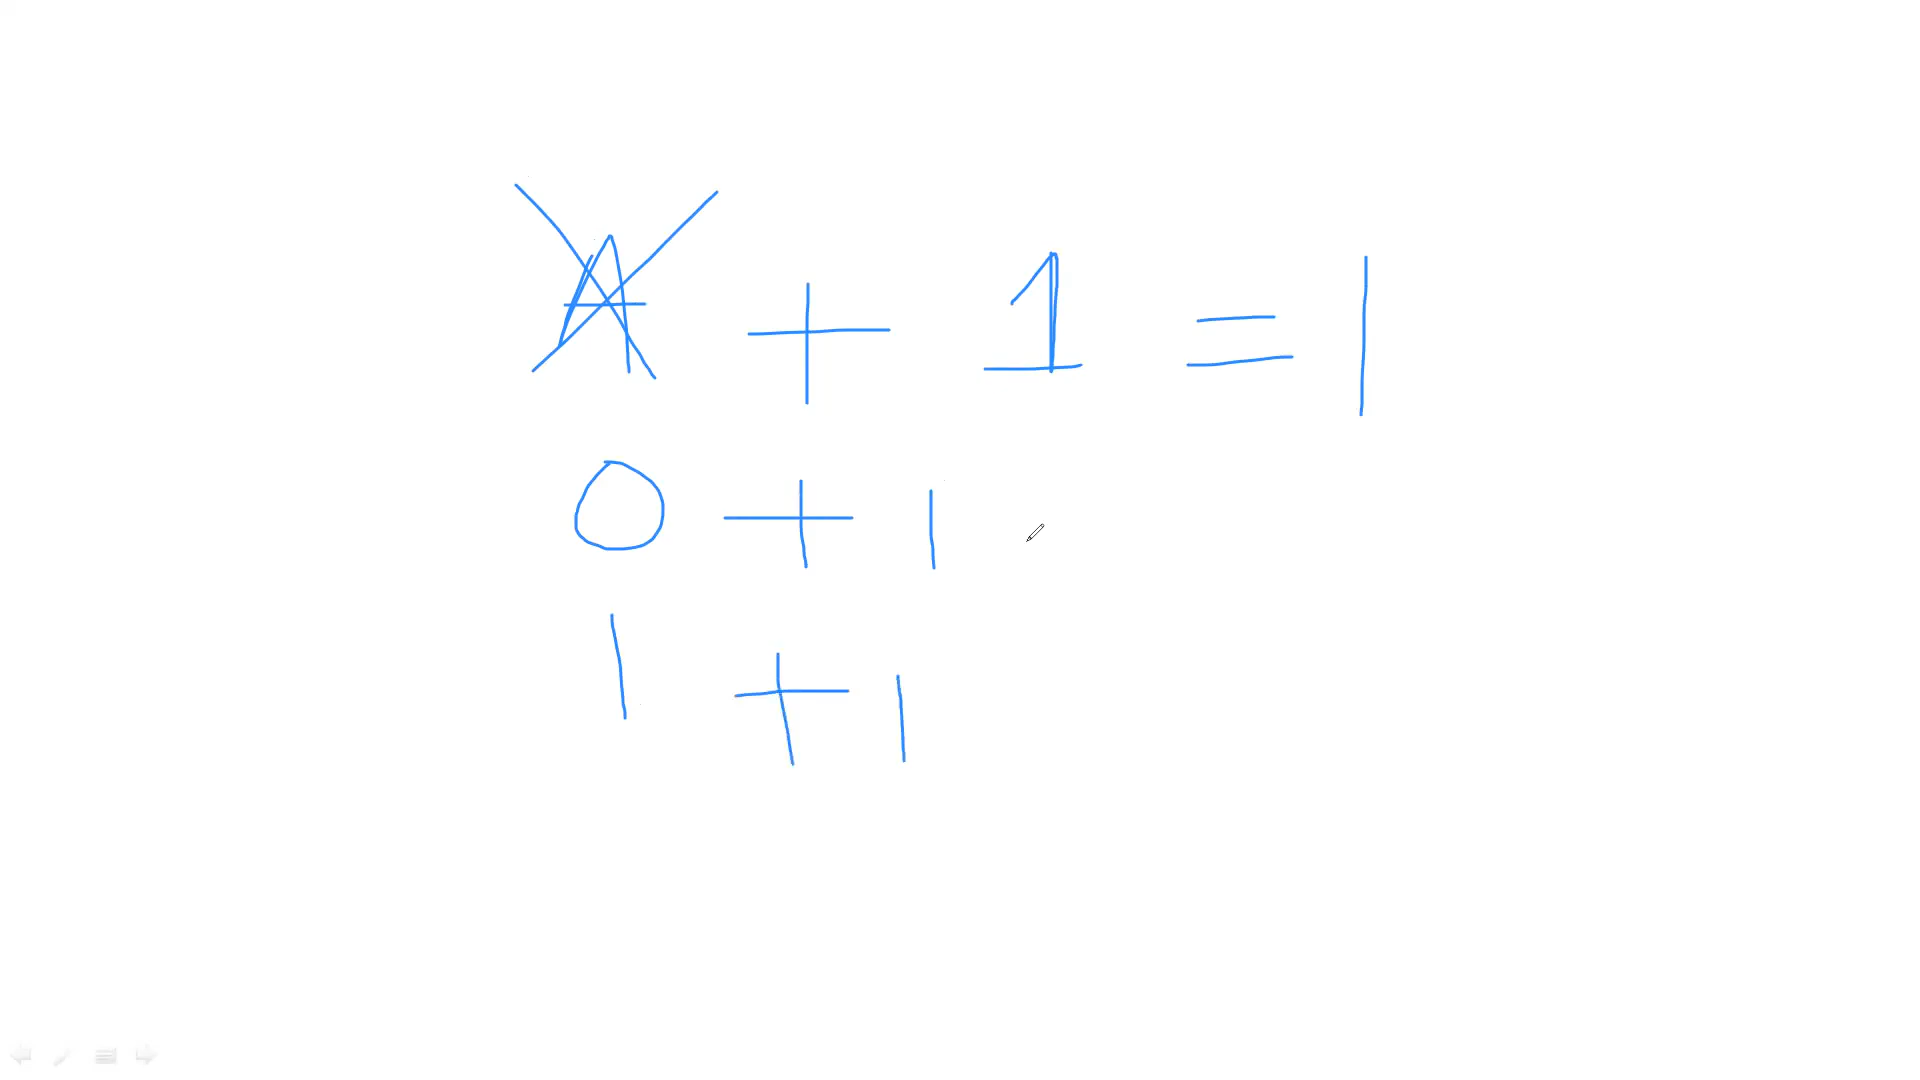 A + 1 = 1
0 + 1
1 + 1